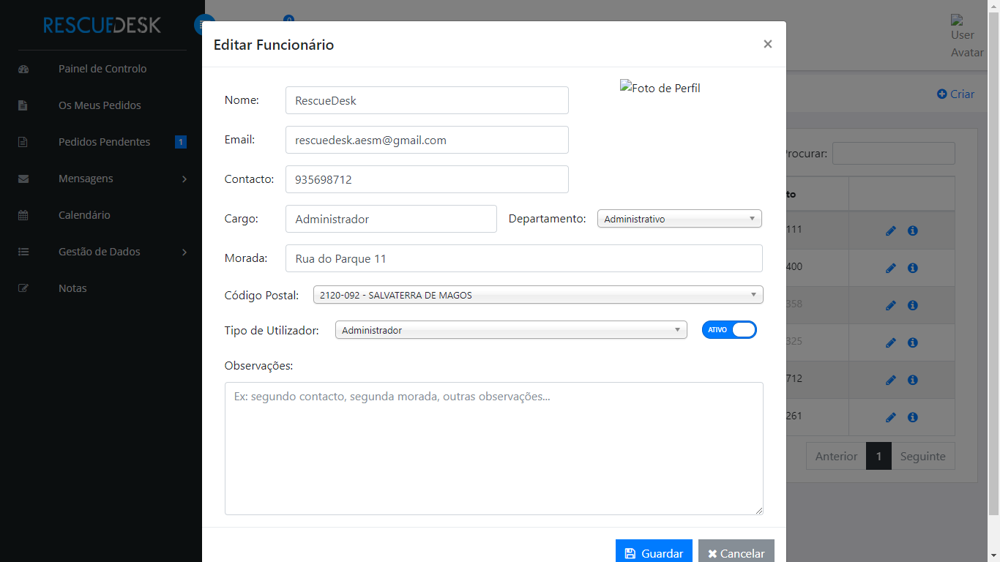 RESCUEDESK
0
User
Avatar
Painel de Controlo
Os Meus Pedidos
Pedidos Pendentes 1
Mensagens
Calendário
Gestão de Dados
Notas
Editar Funcionário ×
Foto de Perfil
Nome: RescueDesk
Email: rescuedesk.aesm@gmail.com
Contacto: 935698712
Cargo: Administrador Departamento: Administrativo
Morada: Rua do Parque 11
Código Postal: 2120-092 - SALVATERRA DE MAGOS
Tipo de Utilizador: Administrador ATIVO
Observações:
Ex: segundo contacto, segunda morada, outras observações...
Guardar Cancelar
Criar
Procurar:
to
111
400
358
325
712
261
Anterior 1 Seguinte